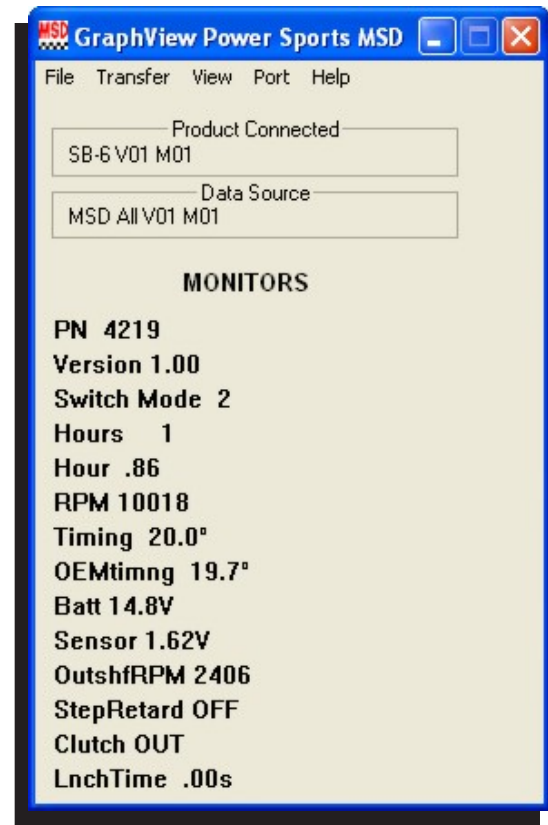 MSD GraphView Power Sports MSD
File Transfer View Port Help
Product Connected
SB-6 V01 M01
Data Source
MSD All V01 M01
MONITORS
PN 4219
Version 1.00
Switch Mode 2
Hours 1
Hour .86
RPM 10018
Timing 20.0°
OEMtimng 19.7°
Batt 14.8V
Sensor 1.62V
OutshfRPM 2406
StepRetard OFF
Clutch OUT
LnchTime .00s